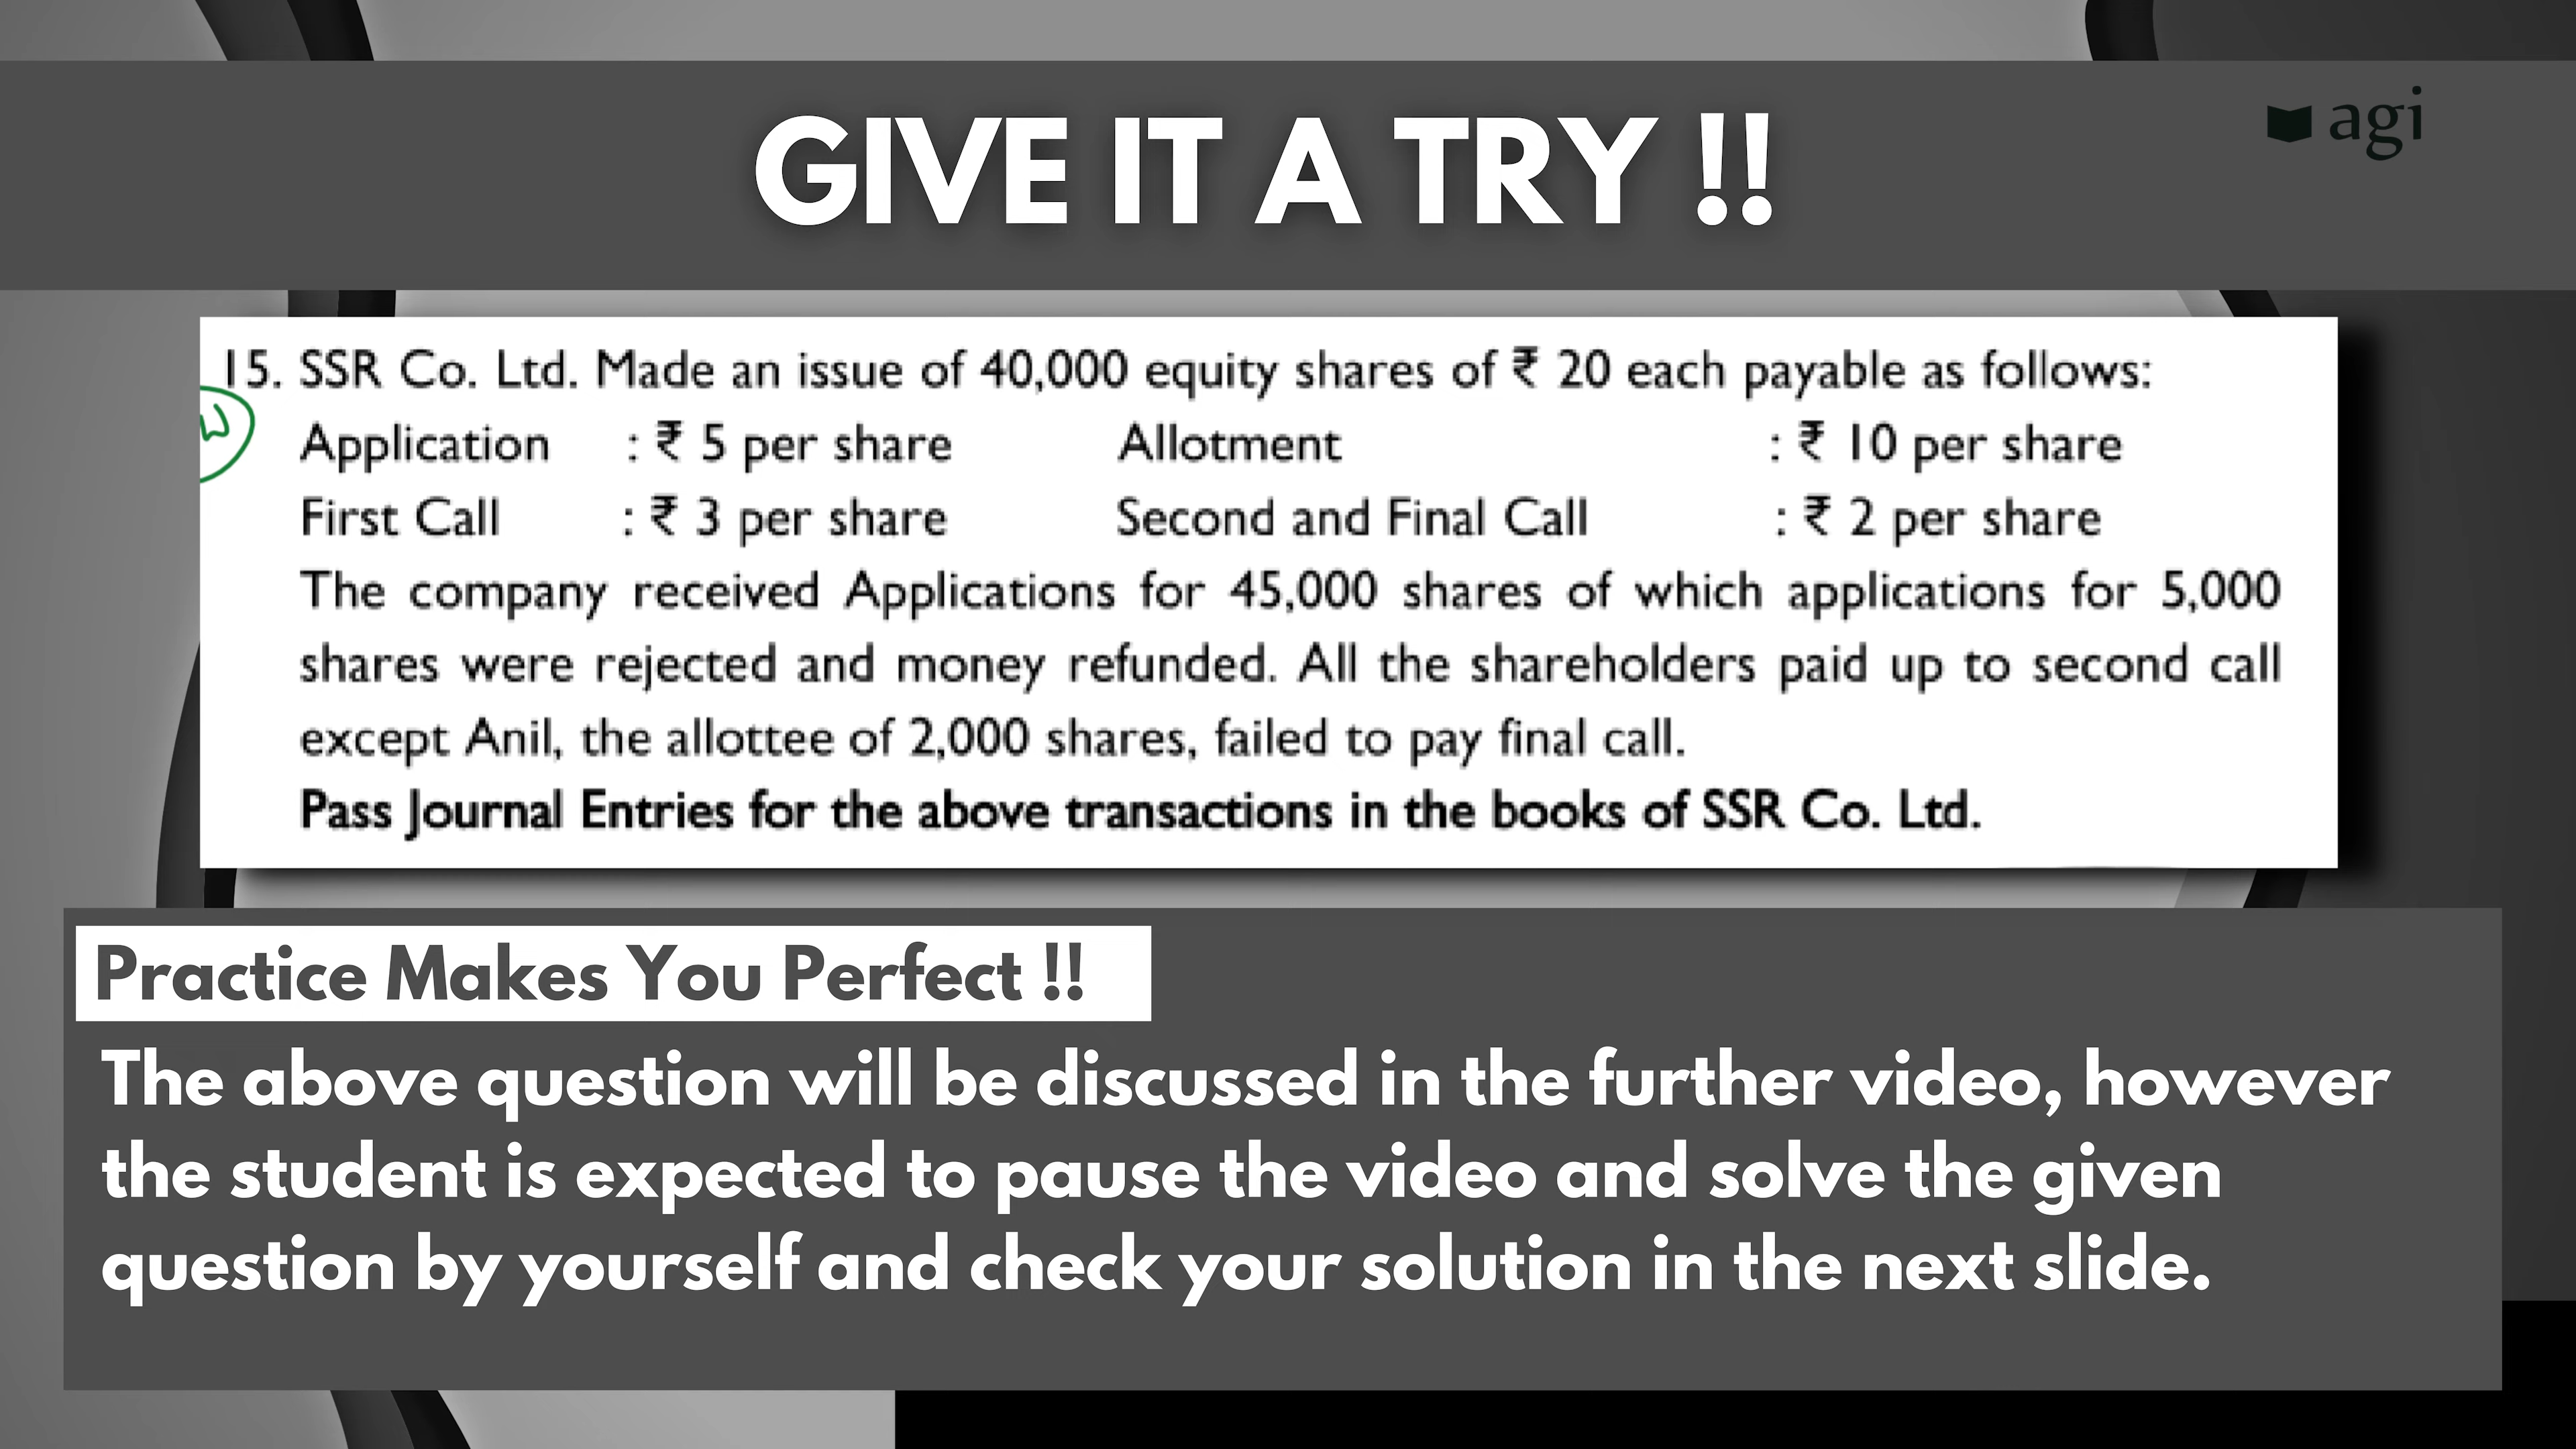 GIVE IT A TRY !!
agi
15. SSR Co. Ltd. Made an issue of 40,000 equity shares of ₹ 20 each payable as follows:
Application : ₹ 5 per share Allotment : ₹ 10 per share
First Call : ₹ 3 per share Second and Final Call : ₹ 2 per share
The company received Applications for 45,000 shares of which applications for 5,000
shares were rejected and money refunded. All the shareholders paid up to second call
except Anil, the allottee of 2,000 shares, failed to pay final call.
Pass Journal Entries for the above transactions in the books of SSR Co. Ltd.
Practice Makes You Perfect !!
The above question will be discussed in the further video, however
the student is expected to pause the video and solve the given
question by yourself and check your solution in the next slide.